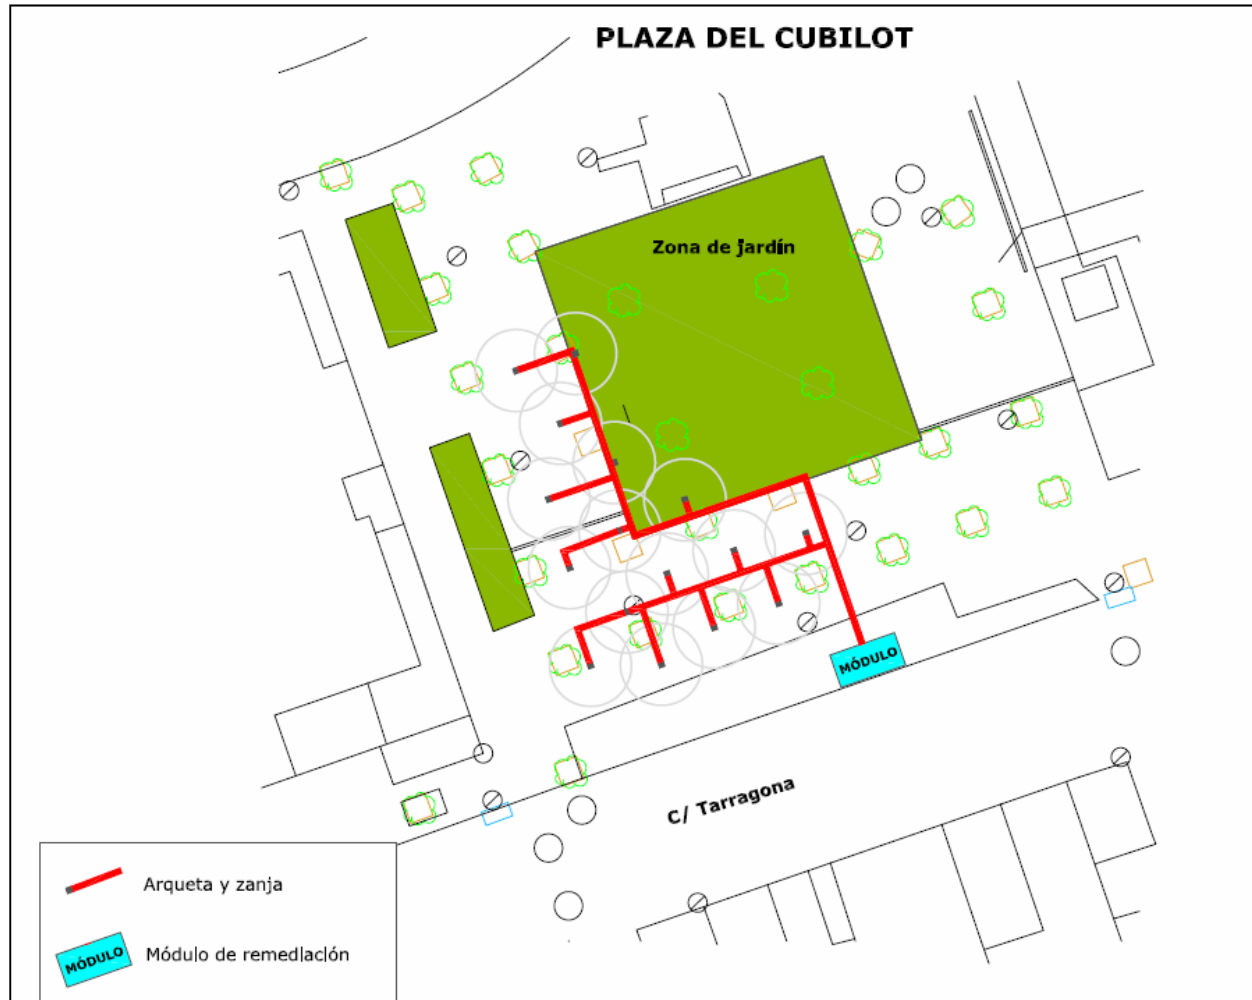 PLAZA DEL CUBILOT
Zona de jardín
MÓDULO
C/ Tarragona
Arqueta y zanja
MÓDULO
Módulo de remediación